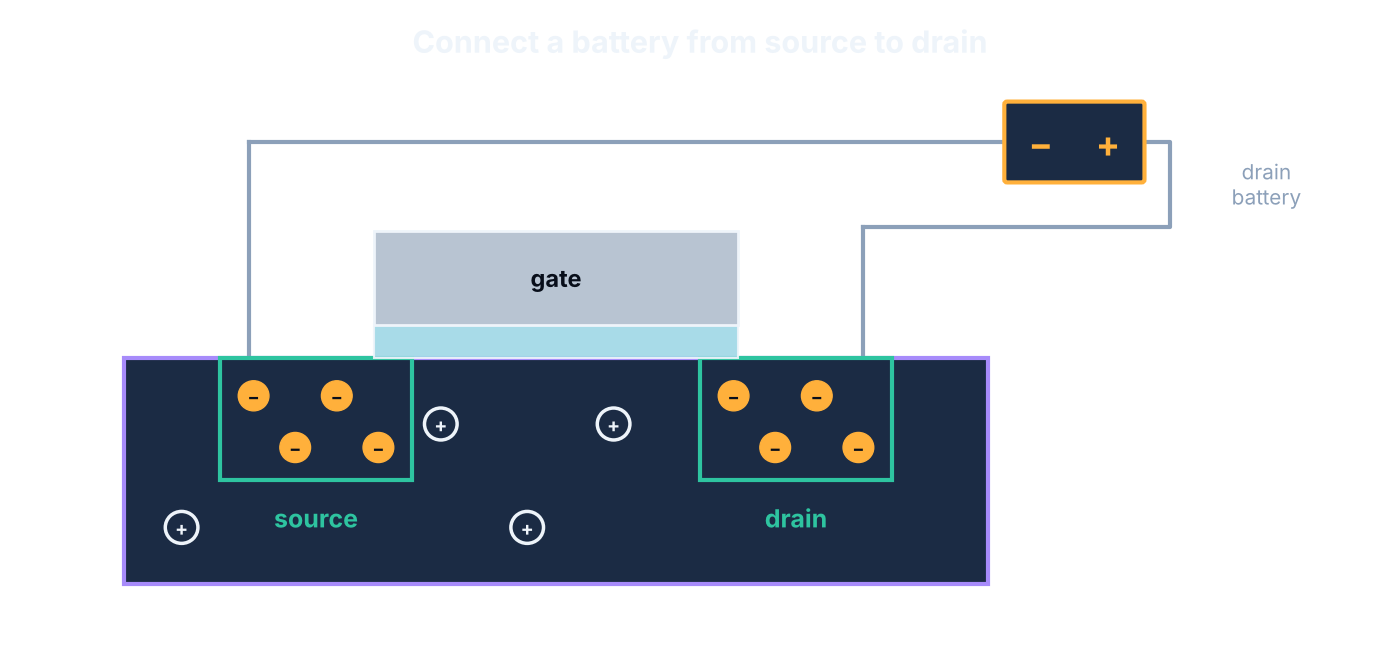 Connect a battery from source to drain
− +
drain
battery
gate
− − − −
+ +
− − − −
source
drain
+ +